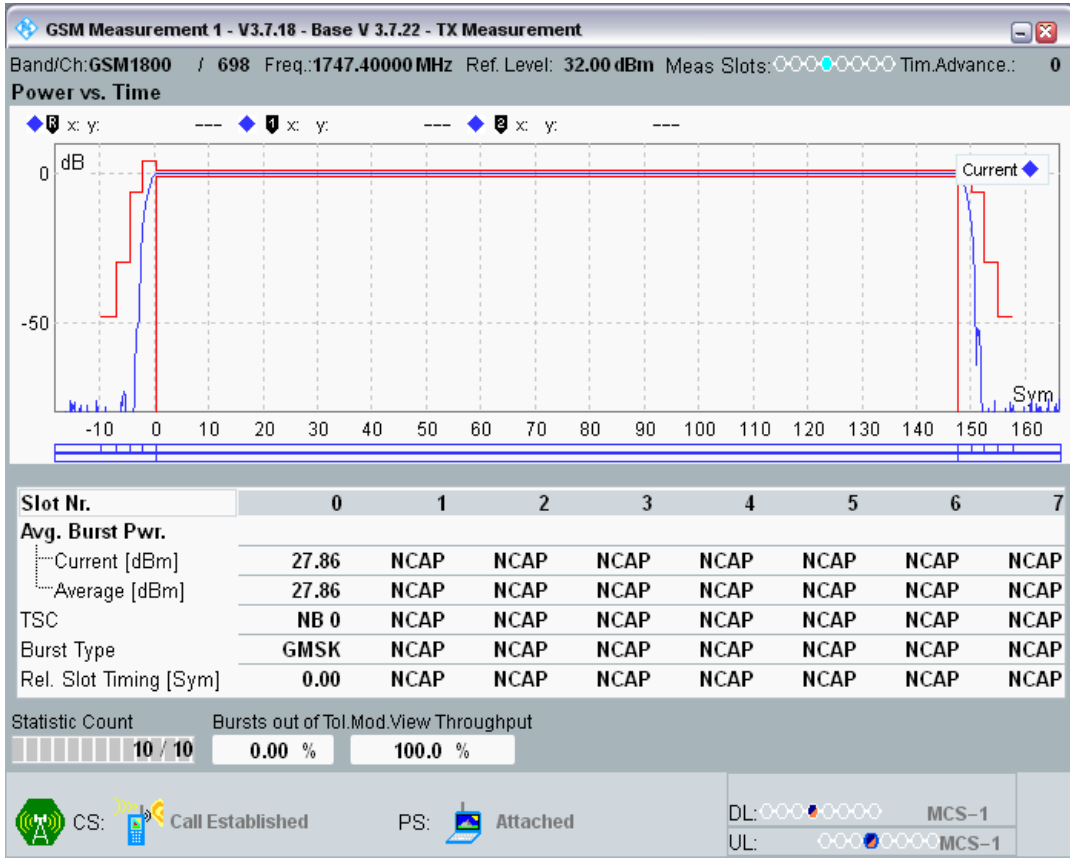 GSM Measurement 1 - V3.7.18 - Base V 3.7.22 - TX Measurement
Band/Ch:GSM1800 / 698 Freq.:1747.40000 MHz Ref. Level: 32.00 dBm Meas Slots: Tim.Advance.: 0
Power vs. Time
R x: y: --- 1 x: y: --- 2 x: y: ---
dB
Current
0
-50
Sym
-10 0 10 20 30 40 50 60 70 80 90 100 110 120 130 140 150 160
Slot Nr. 0 1 2 3 4 5 6 7
Avg. Burst Pwr.
Current [dBm] 27.86 NCAP NCAP NCAP NCAP NCAP NCAP NCAP
Average [dBm] 27.86 NCAP NCAP NCAP NCAP NCAP NCAP NCAP
TSC NB 0 NCAP NCAP NCAP NCAP NCAP NCAP NCAP
Burst Type GMSK NCAP NCAP NCAP NCAP NCAP NCAP NCAP
Rel. Slot Timing [Sym] 0.00 NCAP NCAP NCAP NCAP NCAP NCAP NCAP
Statistic Count Bursts out of Tol.Mod.View Throughput
10 / 10 0.00 % 100.0 %
CS: Call Established PS: Attached
DL: MCS-1
UL: MCS-1